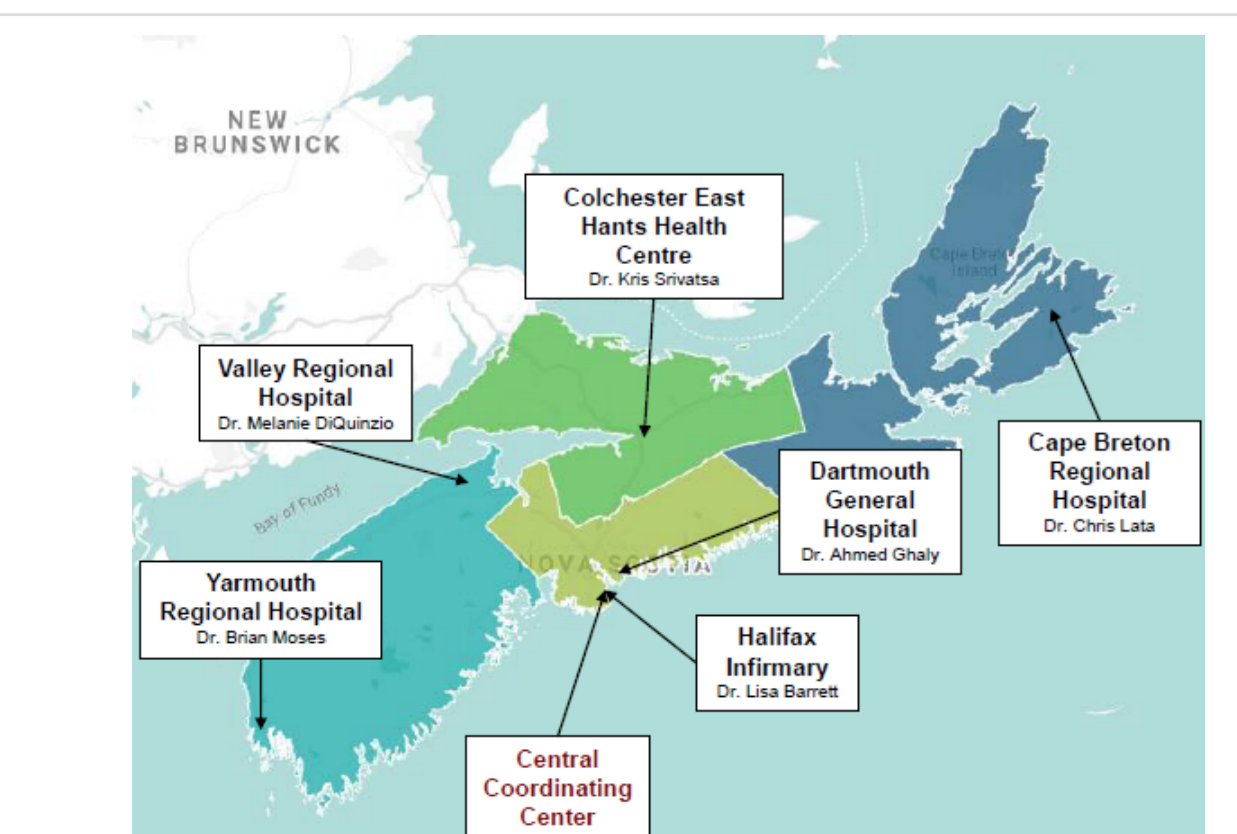 NEW
BRUNSWICK
Colchester East
Hants Health
Centre
Dr. Kris Srivatsa
Cape Breton
Island
Valley Regional
Hospital
Dr. Melanie DiQuinzio
Bay of Fundy
Cape Breton
Regional
Hospital
Dr. Chris Lata
Dartmouth
General
Hospital
Dr. Ahmed Ghaly
NOVA SCOTIA
Yarmouth
Regional Hospital
Dr. Brian Moses
Halifax
Infirmary
Dr. Lisa Barrett
Central
Coordinating
Center